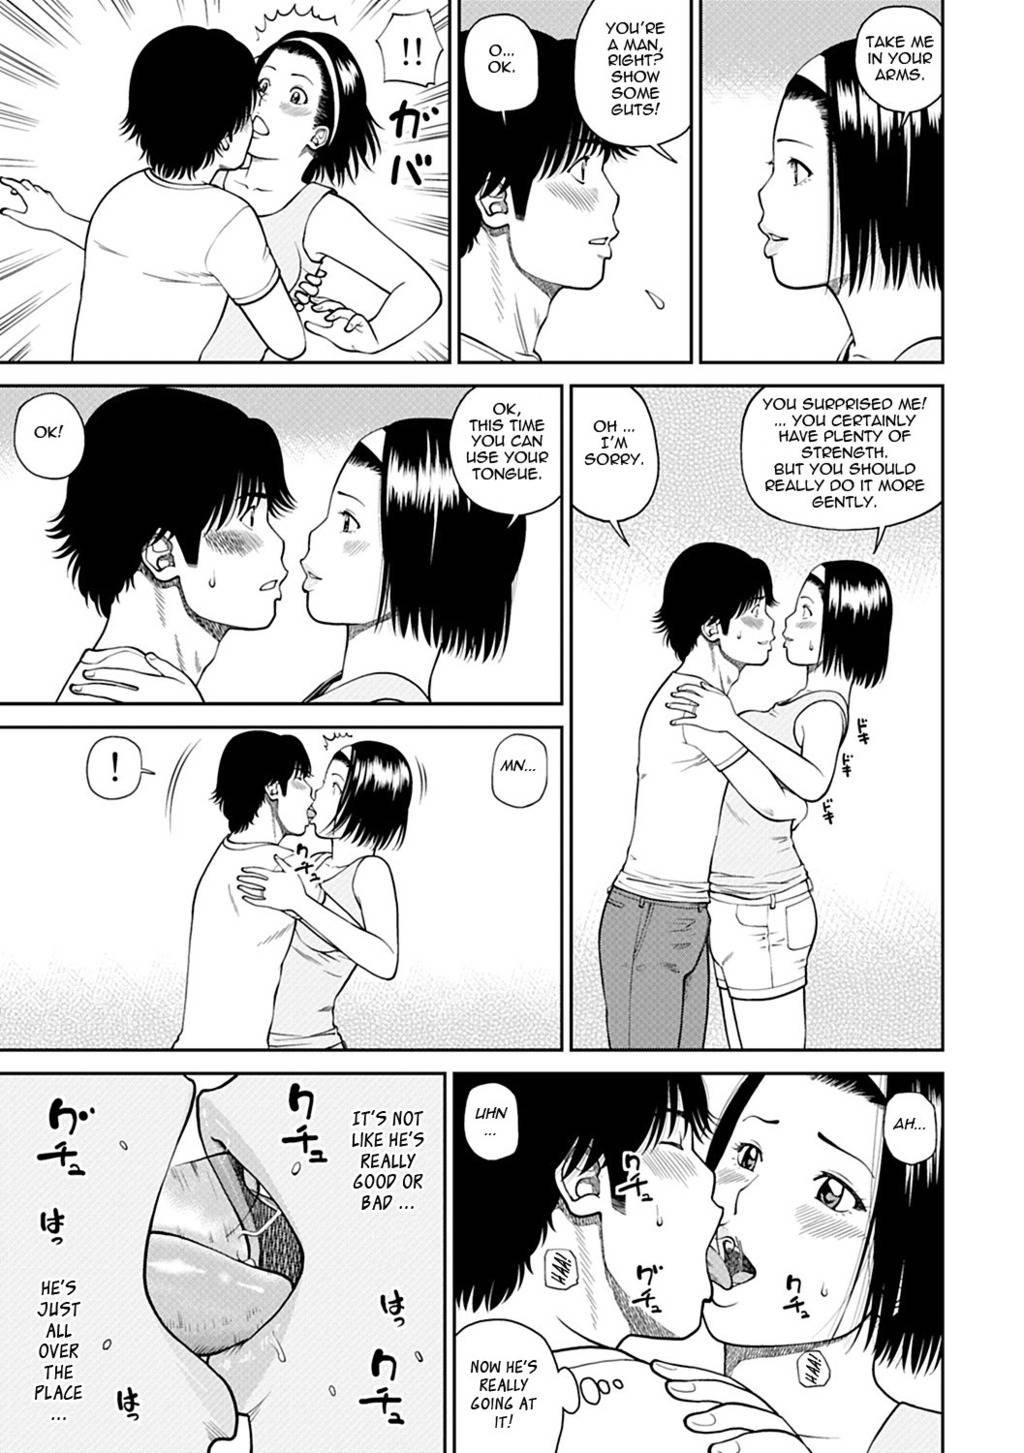 TAKE ME
IN YOUR
ARMS.
YOU'RE
A MAN,
RIGHT?
SHOW
SOME
GUTS!
O...
OK.
!!
ガバ
YOU SURPRISED ME!
... YOU CERTAINLY
HAVE PLENTY OF
STRENGTH.
BUT YOU SHOULD
REALLY DO IT MORE
GENTLY.
OH ...
I'M
SORRY.
ドキ
ドキ
ドキ
OK,
THIS TIME
YOU CAN
USE YOUR
TONGUE.
OK!
MN...
!
クチュ
AH...
UHN
...
クチュ
グチュ
クチュ
HAA!
HAA!
NOW HE'S
REALLY
GOING AT
IT!
IT'S NOT
LIKE HE'S
REALLY
GOOD OR
BAD ...
クチュ
グチュ
はっ
はっ
クチュ
HE'S
JUST
ALL
OVER
THE
PLACE
...